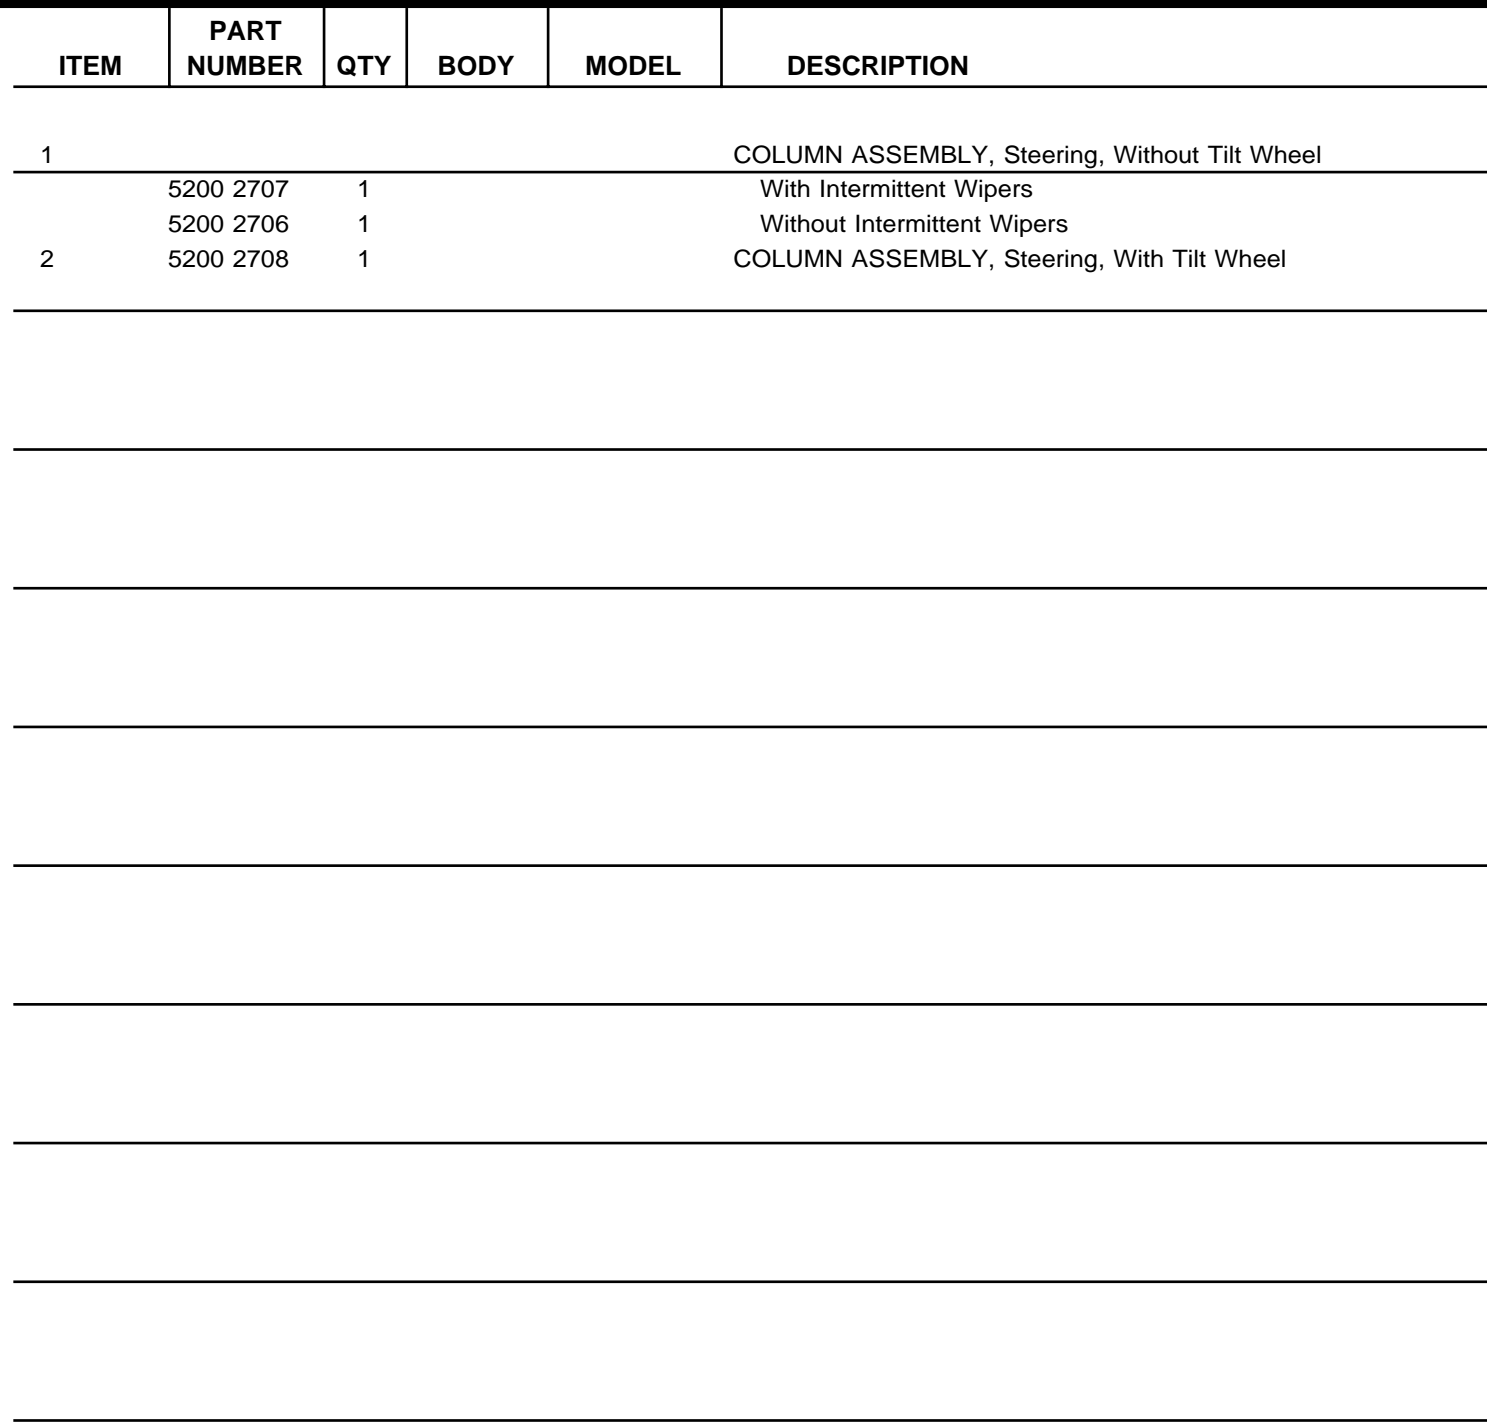 PART
ITEM NUMBER QTY BODY MODEL DESCRIPTION
1 COLUMN ASSEMBLY, Steering, Without Tilt Wheel
5200 2707 1 With Intermittent Wipers
5200 2706 1 Without Intermittent Wipers
2 5200 2708 1 COLUMN ASSEMBLY, Steering, With Tilt Wheel